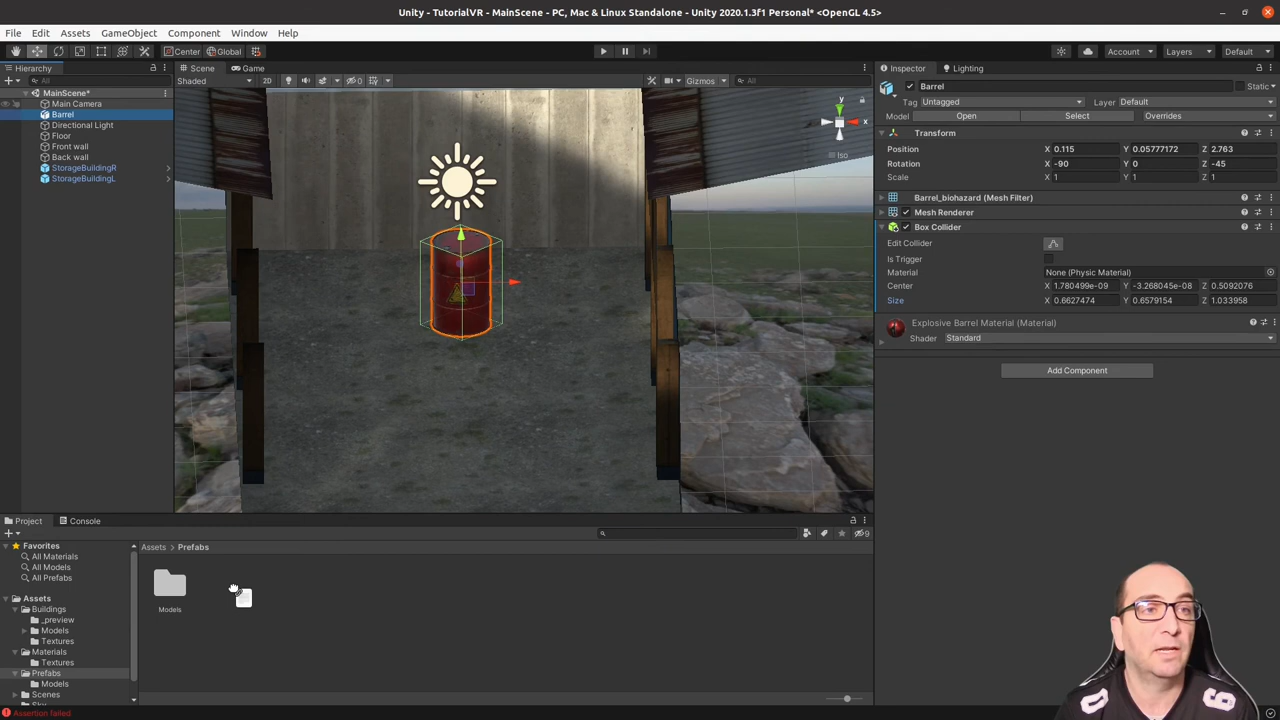 Unity - TutorialVR - MainScene - PC, Mac & Linux Standalone - Unity 2020.1.3f1 Personal* <OpenGL 4.5>
File Edit Assets GameObject Component Window Help
Center Global Account Layers Default
Hierarchy Scene Game Inspector Lighting
All Shaded 2D 0 Gizmos All Barrel Static
MainScene*
Main Camera
Barrel
Directional Light
Floor
Front wall
Back wall
StorageBuildingR
StorageBuildingL
y
x
Iso
Tag Untagged Layer Default
Model Open Select Overrides
Transform
Position X 0.115 Y 0.05777172 Z 2.763
Rotation X -90 Y 0 Z -45
Scale X 1 Y 1 Z 1
Barrel_biohazard (Mesh Filter)
Mesh Renderer
Box Collider
Edit Collider
Is Trigger
Material None (Physic Material)
Center X 1.780499e-09 Y -3.268045e-08 Z 0.5092076
Size X 0.6627474 Y 0.6579154 Z 1.033958
Explosive Barrel Material (Material)
Shader Standard
Add Component
Project Console
9
Favorites
All Materials
All Models
All Prefabs
Assets
Buildings
_preview
Models
Textures
Materials
Textures
Prefabs
Models
Scenes
Assets > Prefabs
Models
Assertion failed